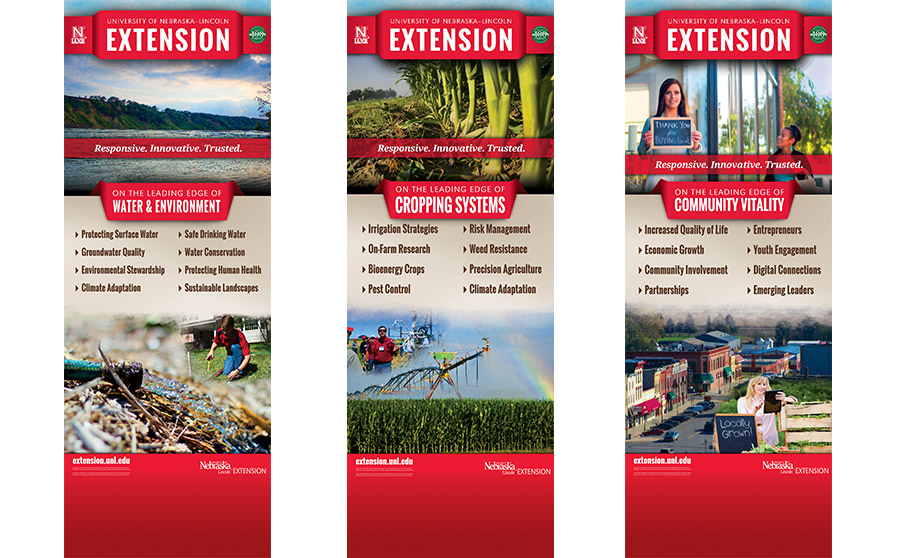 N
IANR
UNIVERSITY OF NEBRASKA–LINCOLN
EXTENSION
Responsive. Innovative. Trusted.
ON THE LEADING EDGE OF
WATER & ENVIRONMENT
Protecting Surface Water
Groundwater Quality
Environmental Stewardship
Climate Adaptation
Safe Drinking Water
Water Conservation
Protecting Human Health
Sustainable Landscapes
extension.unl.edu
Nebraska
Lincoln
EXTENSION
N
IANR
UNIVERSITY OF NEBRASKA–LINCOLN
EXTENSION
Responsive. Innovative. Trusted.
ON THE LEADING EDGE OF
CROPPING SYSTEMS
Irrigation Strategies
On-Farm Research
Bioenergy Crops
Pest Control
Risk Management
Weed Resistance
Precision Agriculture
Climate Adaptation
extension.unl.edu
Nebraska
Lincoln
EXTENSION
N
IANR
UNIVERSITY OF NEBRASKA–LINCOLN
EXTENSION
THANK YOU
for
BUYING Local
Responsive. Innovative. Trusted.
ON THE LEADING EDGE OF
COMMUNITY VITALITY
Increased Quality of Life
Economic Growth
Community Involvement
Partnerships
Entrepreneurs
Youth Engagement
Digital Connections
Emerging Leaders
Locally
Grown!
extension.unl.edu
Nebraska
Lincoln
EXTENSION